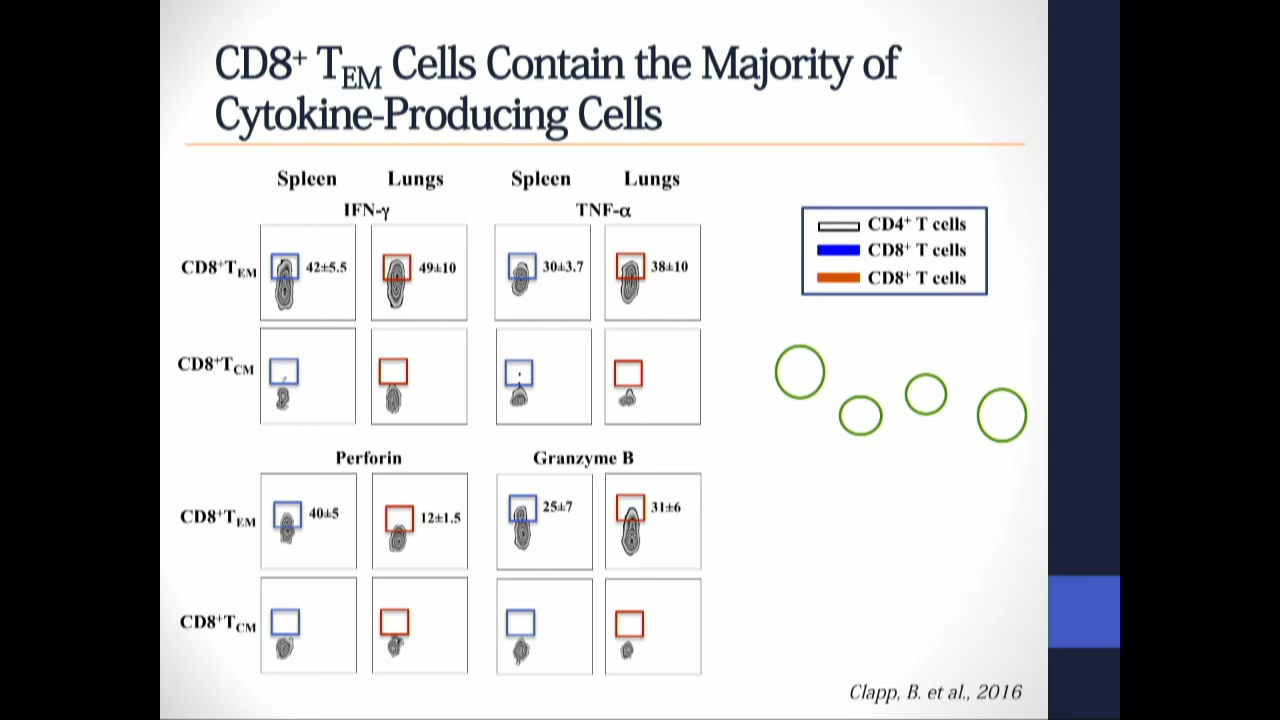 CD8⁺ T_EM Cells Contain the Majority of
Cytokine-Producing Cells
Spleen Lungs Spleen Lungs
IFN-γ TNF-α
CD8⁺T_EM 42±5.5 49±10 30±3.7 38±10
CD8⁺T_CM
Perforin Granzyme B
CD8⁺T_EM 40±5 12±1.5 25±7 31±6
CD8⁺T_CM
CD4⁺ T cells
CD8⁺ T cells
CD8⁺ T cells
Clapp, B. et al., 2016